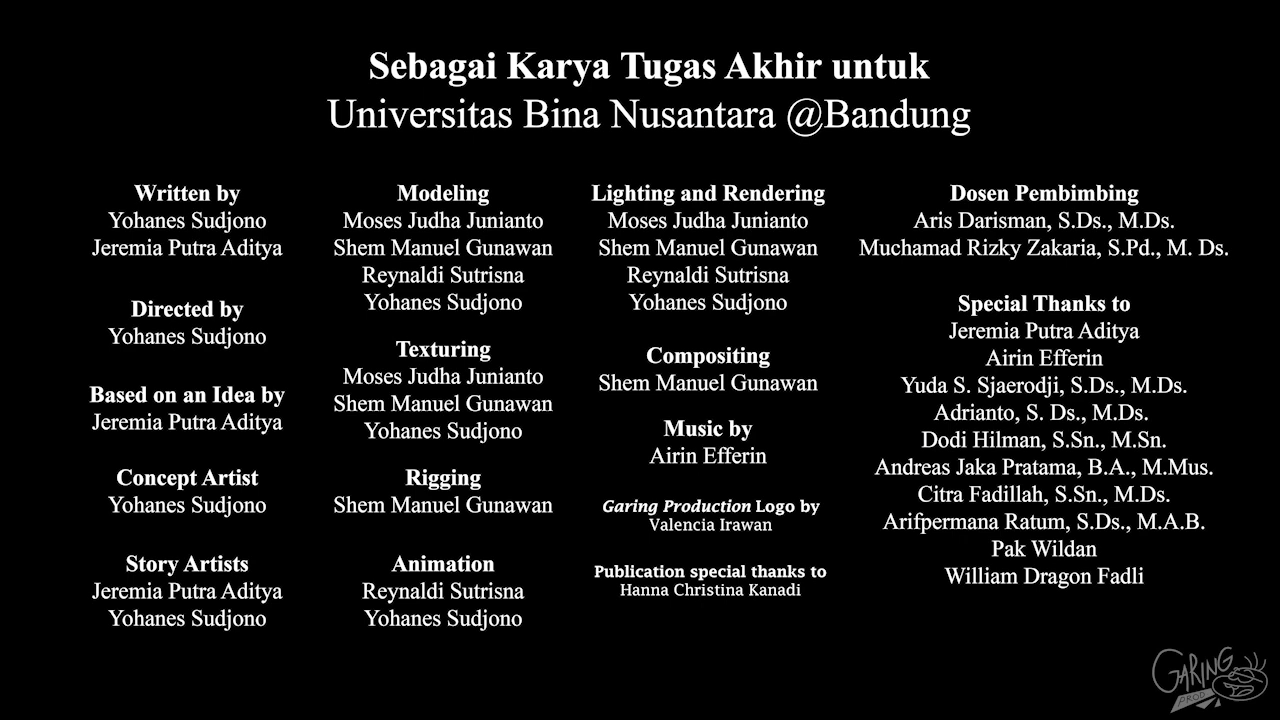 Sebagai Karya Tugas Akhir untuk
Universitas Bina Nusantara @Bandung
Written by
Yohanes Sudjono
Jeremia Putra Aditya
Directed by
Yohanes Sudjono
Based on an Idea by
Jeremia Putra Aditya
Concept Artist
Yohanes Sudjono
Story Artists
Jeremia Putra Aditya
Yohanes Sudjono
Modeling
Moses Judha Junianto
Shem Manuel Gunawan
Reynaldi Sutrisna
Yohanes Sudjono
Texturing
Moses Judha Junianto
Shem Manuel Gunawan
Yohanes Sudjono
Rigging
Shem Manuel Gunawan
Animation
Reynaldi Sutrisna
Yohanes Sudjono
Lighting and Rendering
Moses Judha Junianto
Shem Manuel Gunawan
Reynaldi Sutrisna
Yohanes Sudjono
Compositing
Shem Manuel Gunawan
Music by
Airin Efferin
Garing Production Logo by
Valencia Irawan
Publication special thanks to
Hanna Christina Kanadi
Dosen Pembimbing
Aris Darisman, S.Ds., M.Ds.
Muchamad Rizky Zakaria, S.Pd., M. Ds.
Special Thanks to
Jeremia Putra Aditya
Airin Efferin
Yuda S. Sjaerodji, S.Ds., M.Ds.
Adrianto, S. Ds., M.Ds.
Dodi Hilman, S.Sn., M.Sn.
Andreas Jaka Pratama, B.A., M.Mus.
Citra Fadillah, S.Sn., M.Ds.
Arifpermana Ratum, S.Ds., M.A.B.
Pak Wildan
William Dragon Fadli
GARING
PROD